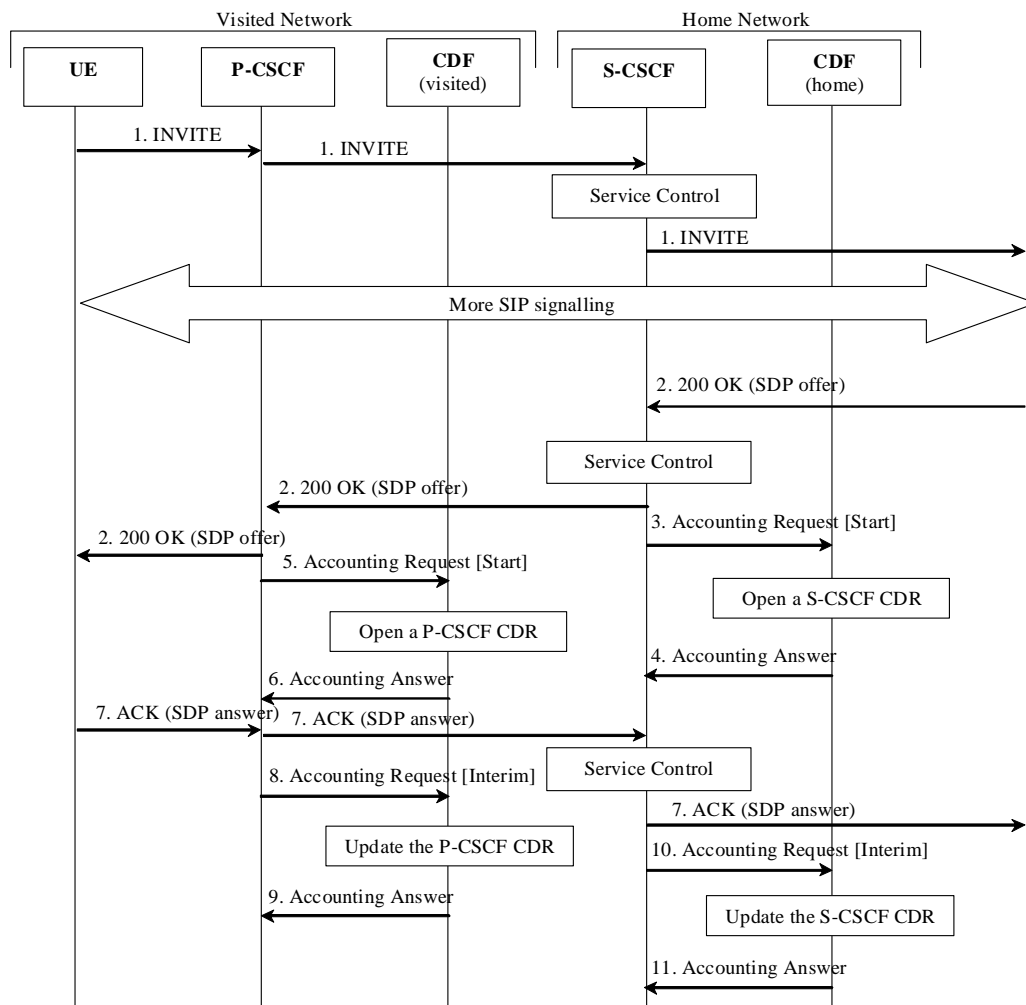 Visited Network
Home Network
UE
P-CSCF
CDF
(visited)
S-CSCF
CDF
(home)
1. INVITE
1. INVITE
Service Control
1. INVITE
More SIP signalling
2. 200 OK (SDP offer)
Service Control
2. 200 OK (SDP offer)
3. Accounting Request [Start]
2. 200 OK (SDP offer)
5. Accounting Request [Start]
Open a S-CSCF CDR
Open a P-CSCF CDR
4. Accounting Answer
6. Accounting Answer
7. ACK (SDP answer)
7. ACK (SDP answer)
Service Control
8. Accounting Request [Interim]
7. ACK (SDP answer)
Update the P-CSCF CDR
10. Accounting Request [Interim]
9. Accounting Answer
Update the S-CSCF CDR
11. Accounting Answer